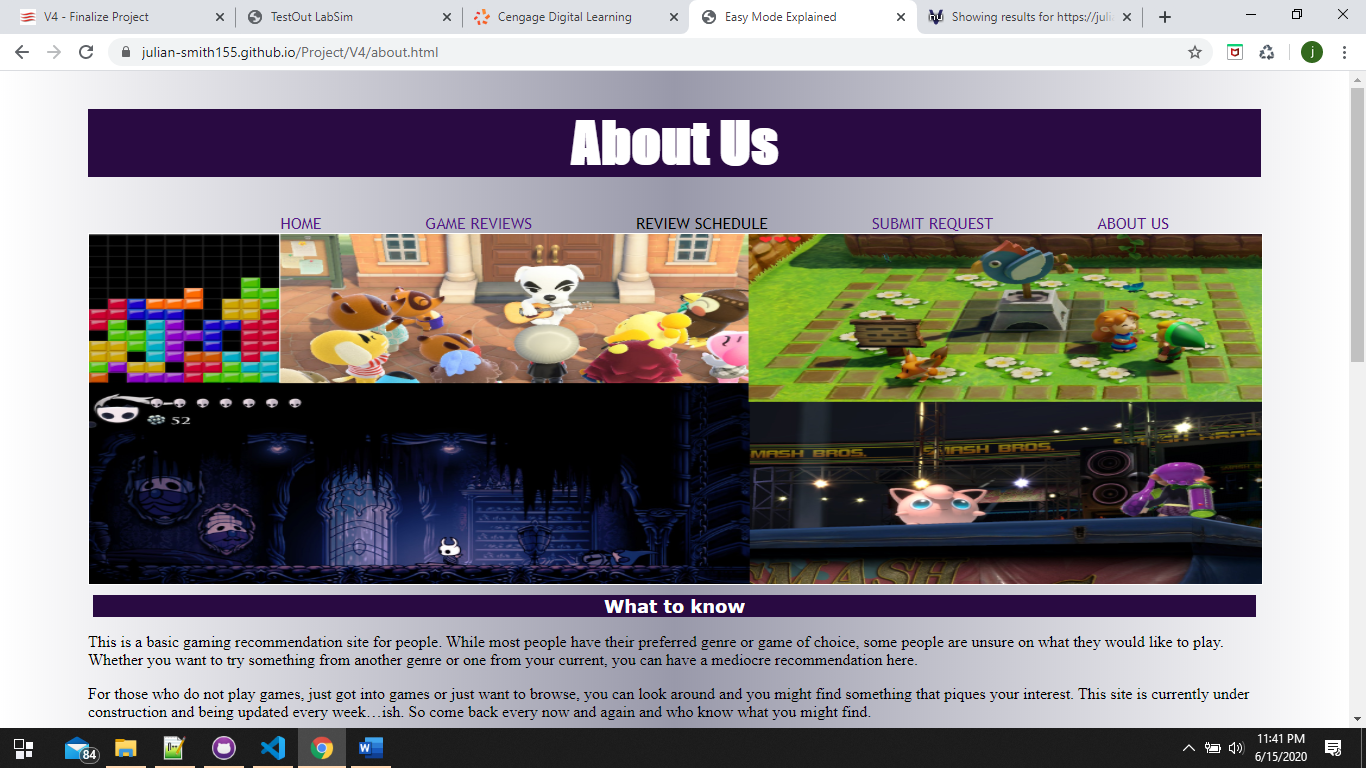 V4 - Finalize Project
TestOut LabSim
Cengage Digital Learning
Easy Mode Explained
Showing results for https://juli
julian-smith155.github.io/Project/V4/about.html
j
About Us
HOME GAME REVIEWS REVIEW SCHEDULE SUBMIT REQUEST ABOUT US
52
MASH BROS. SMASH BROS.
SMASH
What to know
This is a basic gaming recommendation site for people. While most people have their preferred genre or game of choice, some people are unsure on what they would like to play.
Whether you want to try something from another genre or one from your current, you can have a mediocre recommendation here.
For those who do not play games, just got into games or just want to browse, you can look around and you might find something that piques your interest. This site is currently under
construction and being updated every week…ish. So come back every now and again and who know what you might find.
84
11:41 PM
6/15/2020